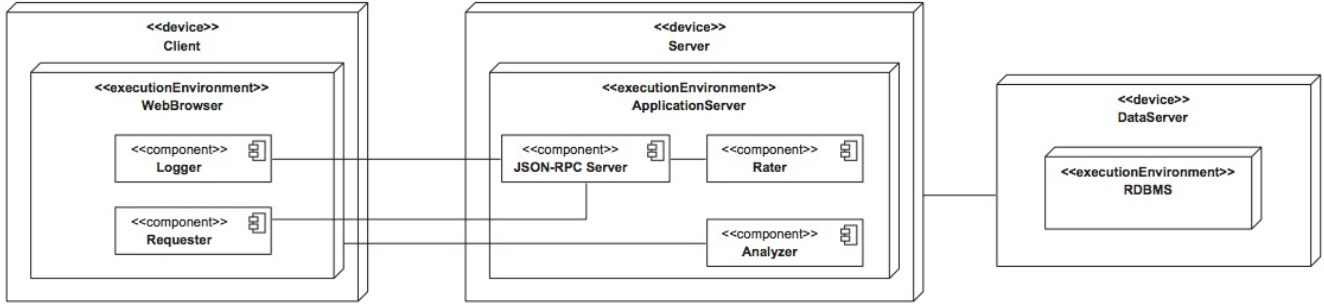 <<device>>
Client
<<executionEnvironment>>
WebBrowser
<<component>>
Logger
<<component>>
Requester
<<device>>
Server
<<executionEnvironment>>
ApplicationServer
<<component>>
JSON-RPC Server
<<component>>
Rater
<<component>>
Analyzer
<<device>>
DataServer
<<executionEnvironment>>
RDBMS